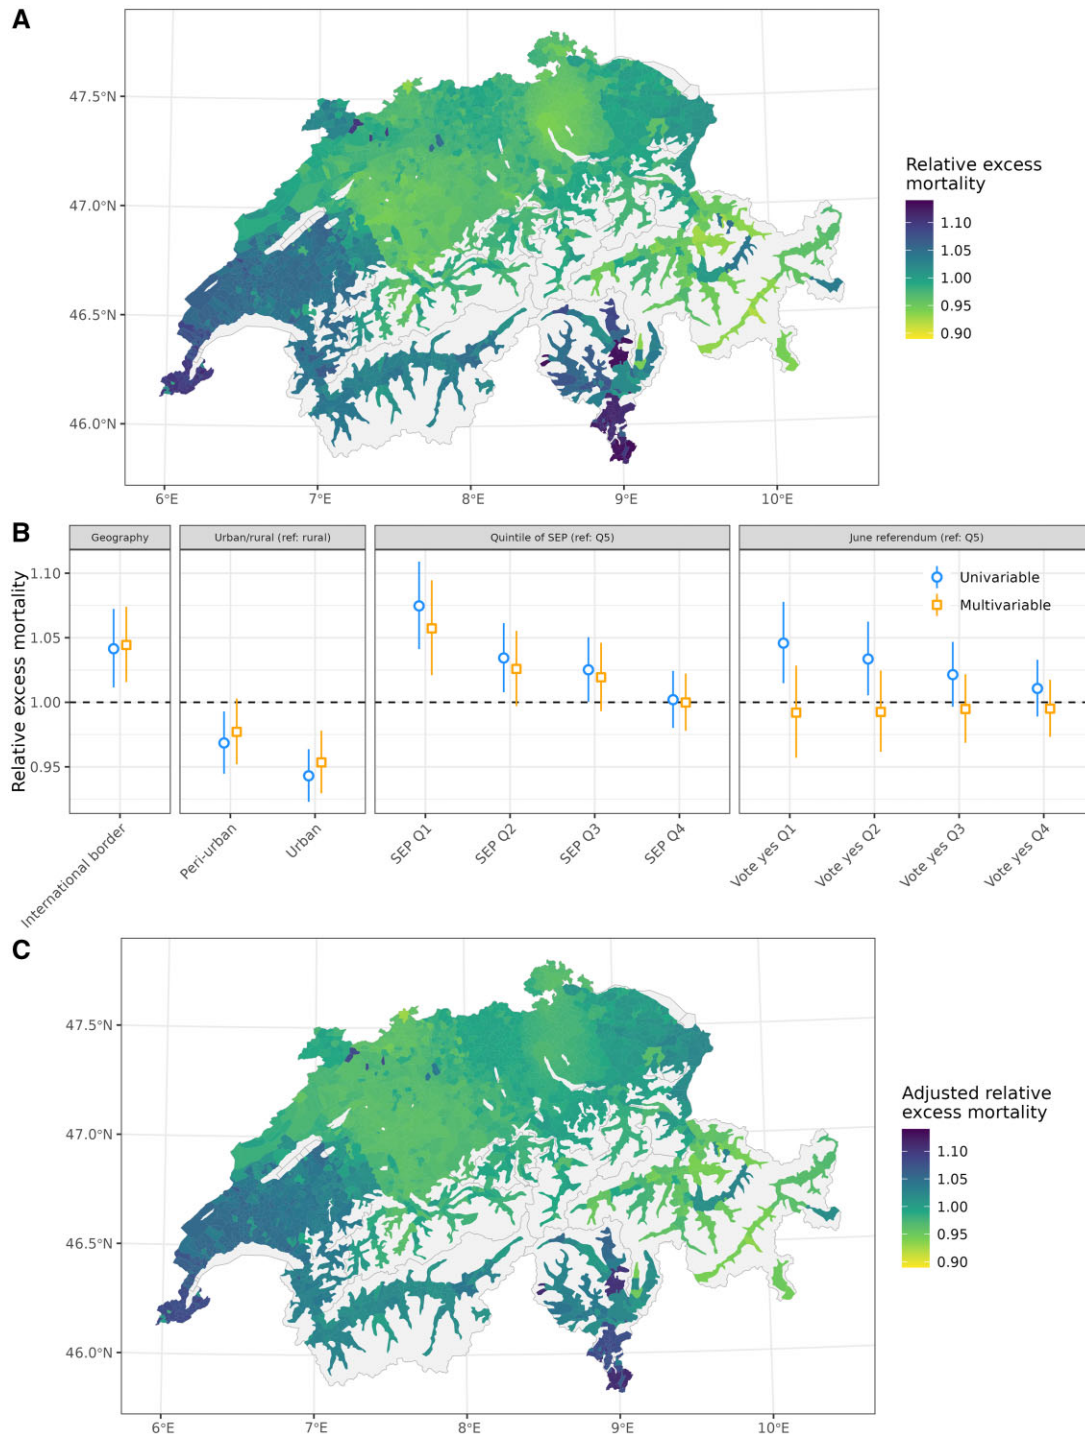 A
47.5°N
47.0°N
46.5°N
46.0°N
6°E
7°E
8°E
9°E
10°E
Relative excess
mortality
1.10
1.05
1.00
0.95
0.90
B
Geography
Urban/rural (ref: rural)
Quintile of SEP (ref: Q5)
June referendum (ref: Q5)
Relative excess mortality
1.10
1.05
1.00
0.95
Univariable
Multivariable
International border
Peri-urban
Urban
SEP Q1
SEP Q2
SEP Q3
SEP Q4
Vote yes Q1
Vote yes Q2
Vote yes Q3
Vote yes Q4
C
47.5°N
47.0°N
46.5°N
46.0°N
6°E
7°E
8°E
9°E
10°E
Adjusted relative
excess mortality
1.10
1.05
1.00
0.95
0.90